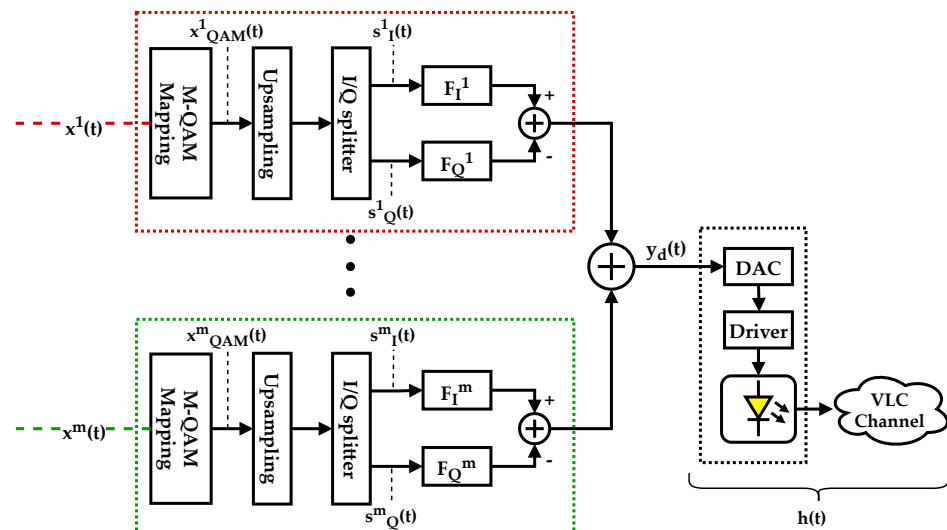 x¹(t)
M-QAM Mapping
x¹QAM(t)
Upsampling
I/Q splitter
s¹I(t)
s¹Q(t)
FI¹
FQ¹
+
-
xᵐ(t)
M-QAM Mapping
xᵐQAM(t)
Upsampling
I/Q splitter
sᵐI(t)
sᵐQ(t)
FIᵐ
FQᵐ
+
-
yd(t)
DAC
Driver
VLC
Channel
h(t)